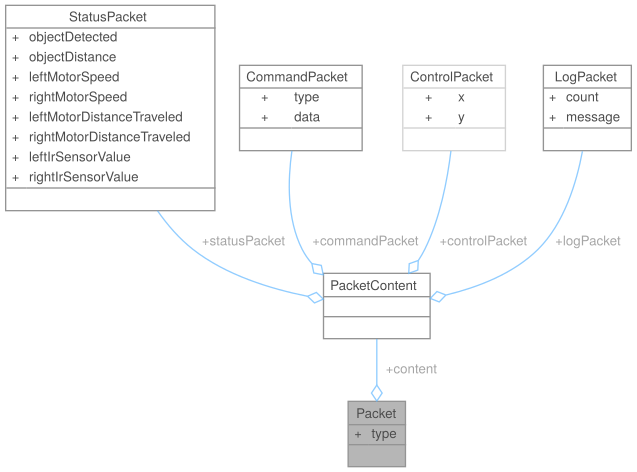 StatusPacket
+ objectDetected
+ objectDistance
+ leftMotorSpeed
+ rightMotorSpeed
+ leftMotorDistanceTraveled
+ rightMotorDistanceTraveled
+ leftIrSensorValue
+ rightIrSensorValue
CommandPacket
+ type
+ data
ControlPacket
+ x
+ y
LogPacket
+ count
+ message
+statusPacket
+commandPacket
+controlPacket
+logPacket
PacketContent
+content
Packet
+ type